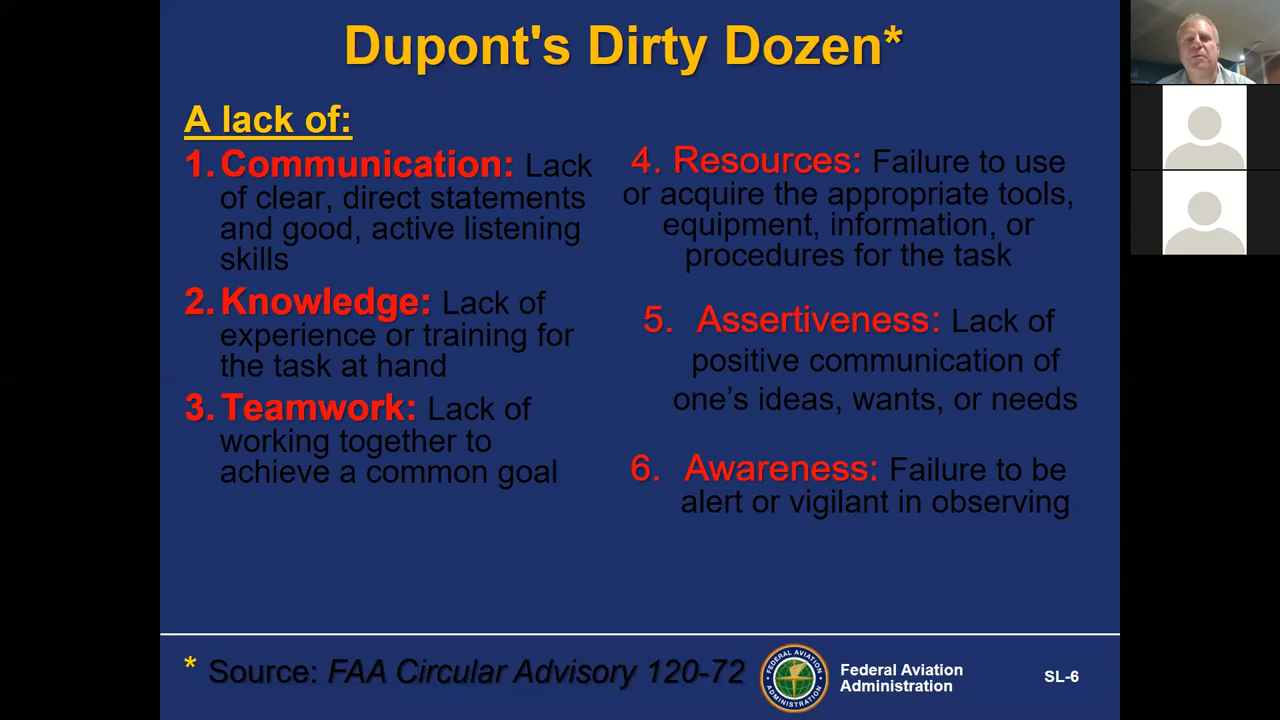 Dupont's Dirty Dozen*
A lack of:
1. Communication: Lack
of clear, direct statements
and good, active listening
skills
2. Knowledge: Lack of
experience or training for
the task at hand
3. Teamwork: Lack of
working together to
achieve a common goal
4. Resources: Failure to use
or acquire the appropriate tools,
equipment, information, or
procedures for the task
5. Assertiveness: Lack of
positive communication of
one’s ideas, wants, or needs
6. Awareness: Failure to be
alert or vigilant in observing
* Source: FAA Circular Advisory 120-72
FEDERAL AVIATION
ADMINISTRATION
Federal Aviation
Administration
SL-6